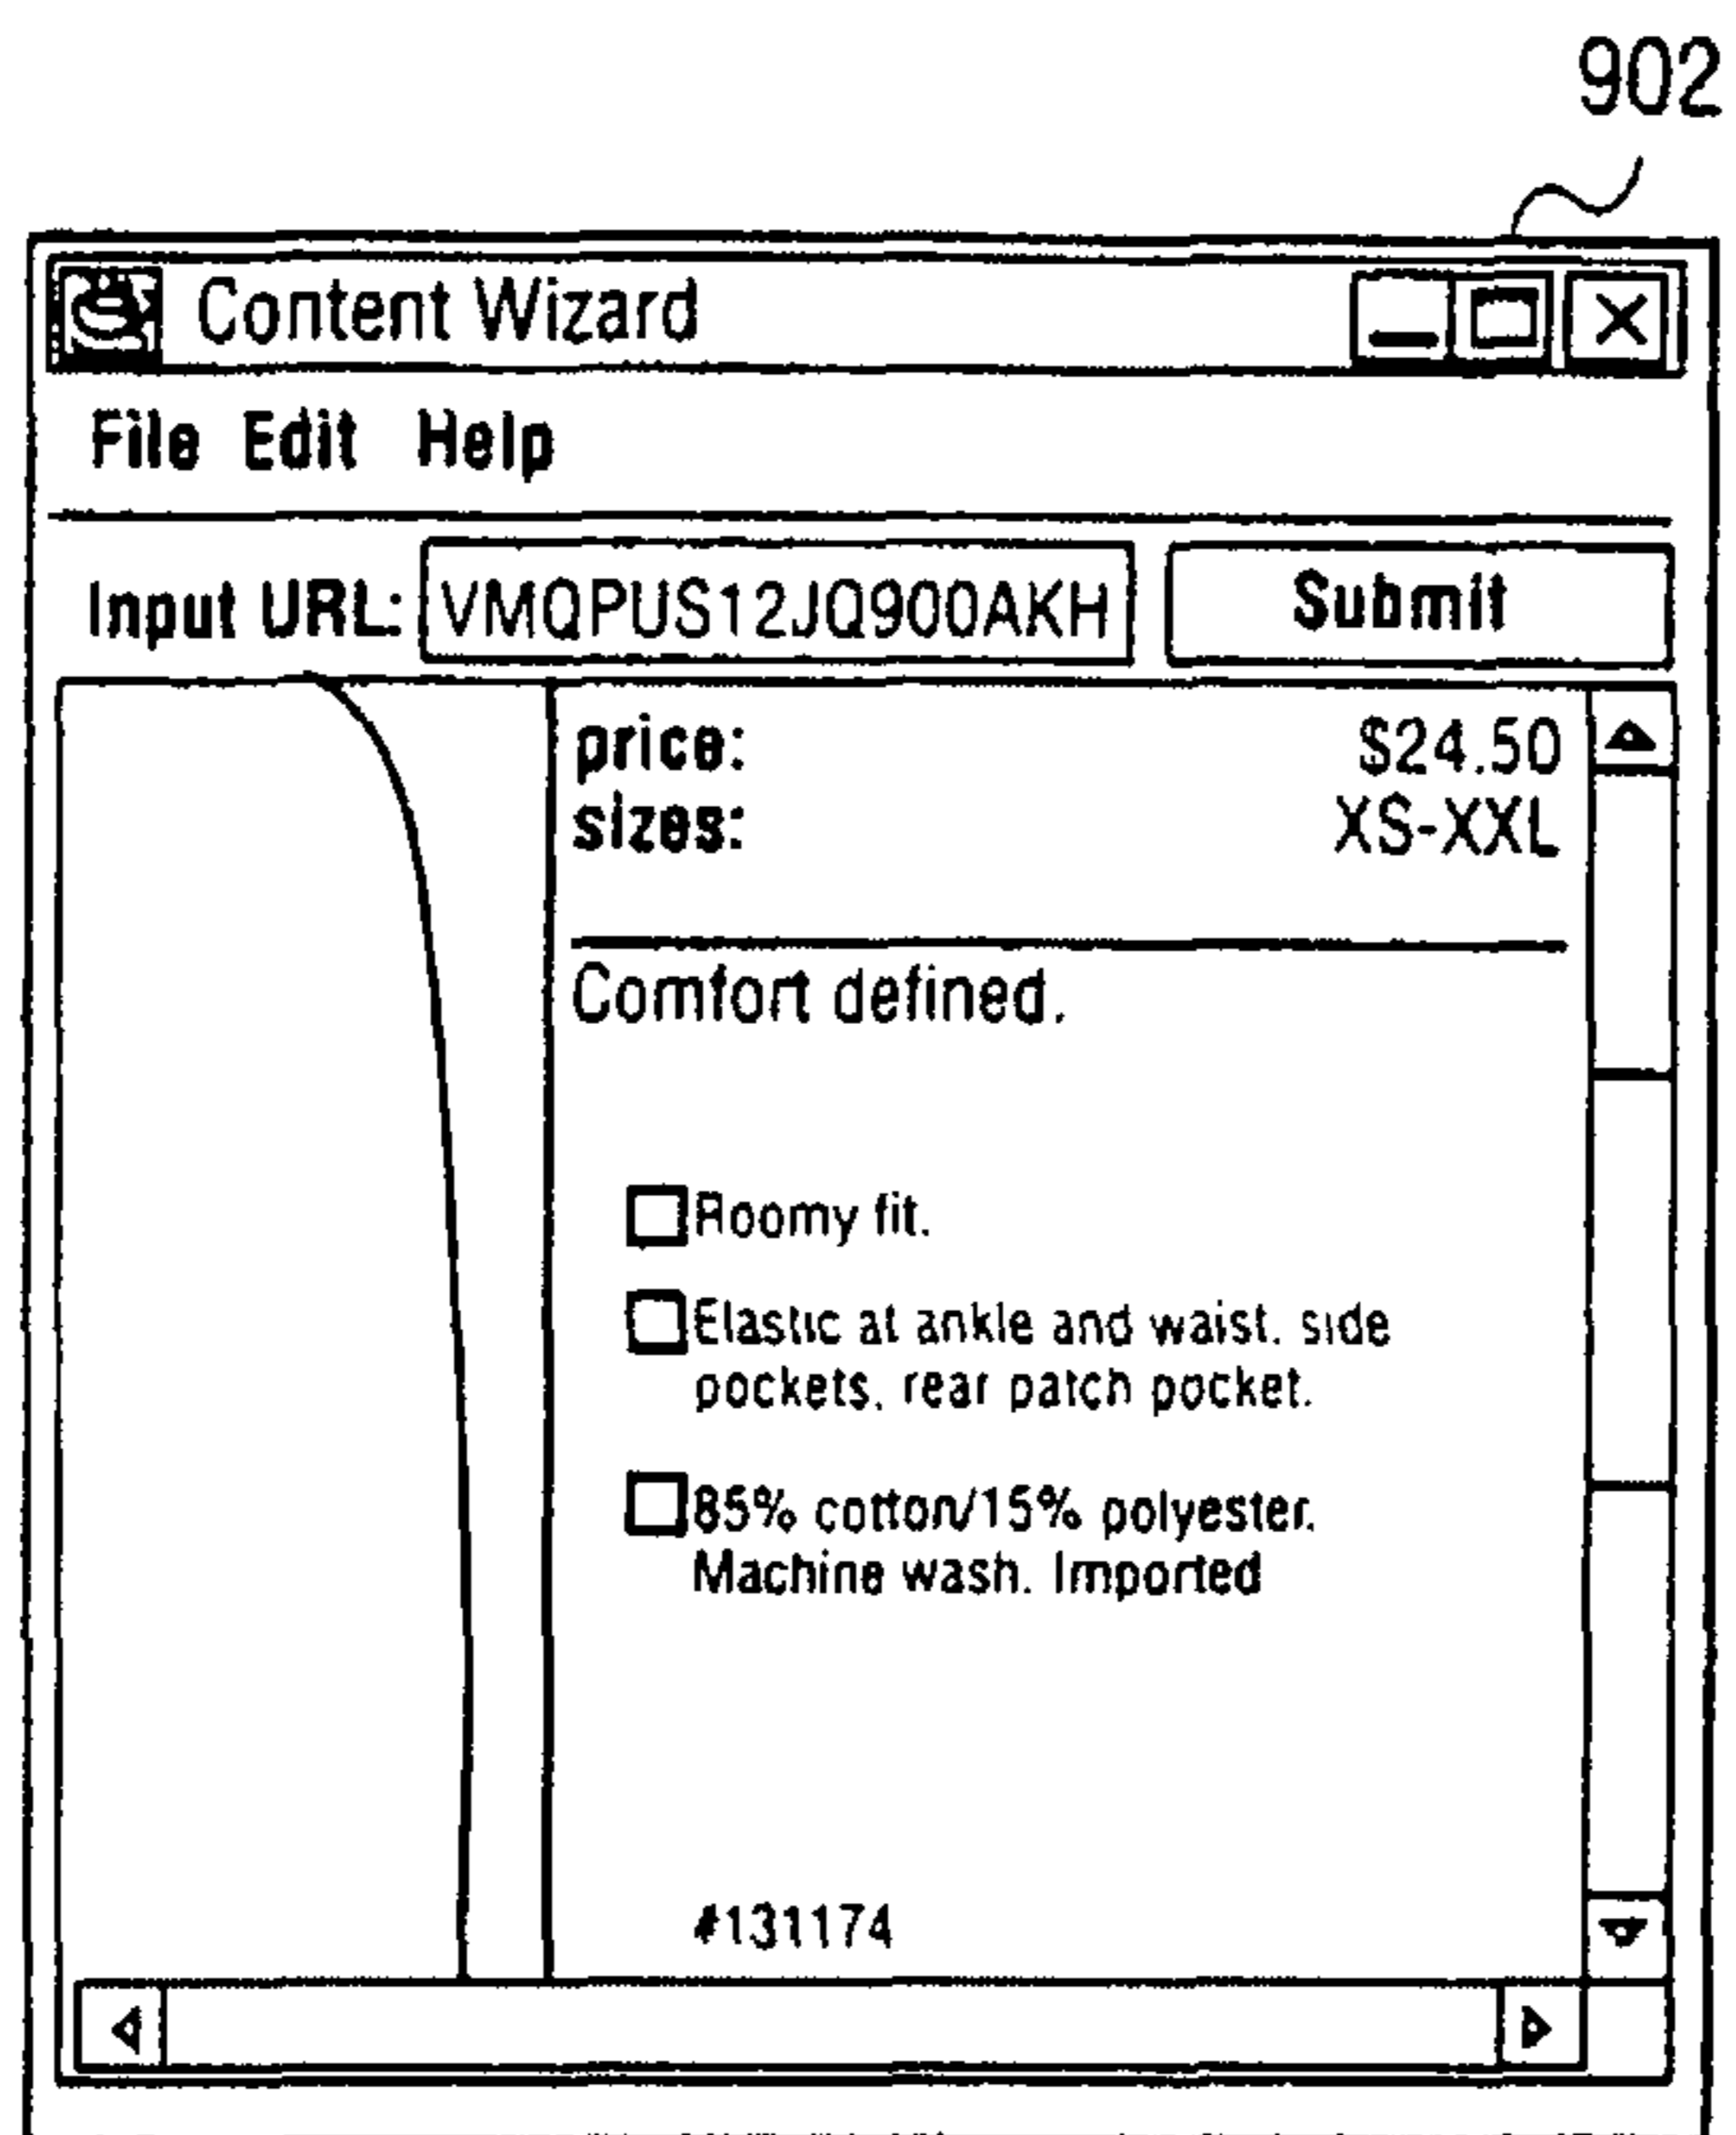 902
Content Wizard
File Edit Help
Input URL: VMQPUS12JQ900AKH Submit
price: $24.50
sizes: XS-XXL
Comfort defined.
Roomy fit.
Elastic at ankle and waist. side
pockets, rear patch pocket.
85% cotton/15% polyester.
Machine wash. Imported
#131174